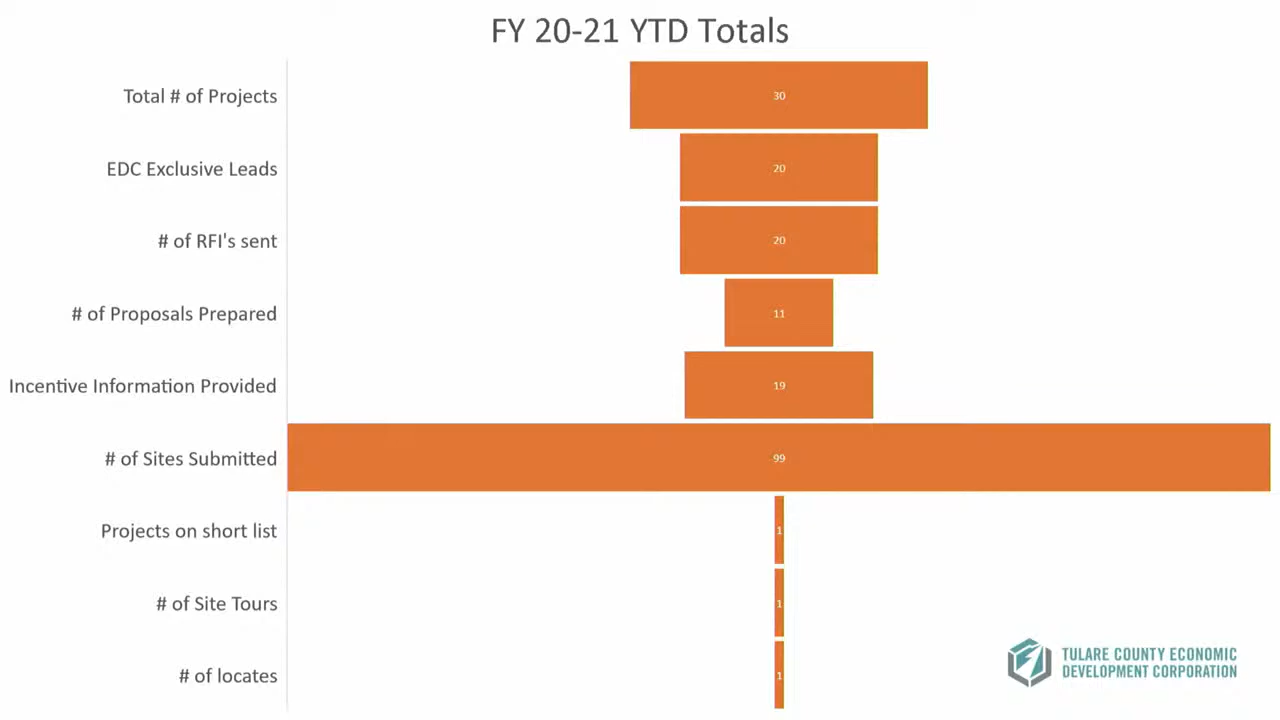 FY 20-21 YTD Totals
Total # of Projects
30
EDC Exclusive Leads
20
# of RFI's sent
20
# of Proposals Prepared
11
Incentive Information Provided
19
# of Sites Submitted
99
Projects on short list
1
# of Site Tours
1
# of locates
1
TULARE COUNTY ECONOMIC
DEVELOPMENT CORPORATION